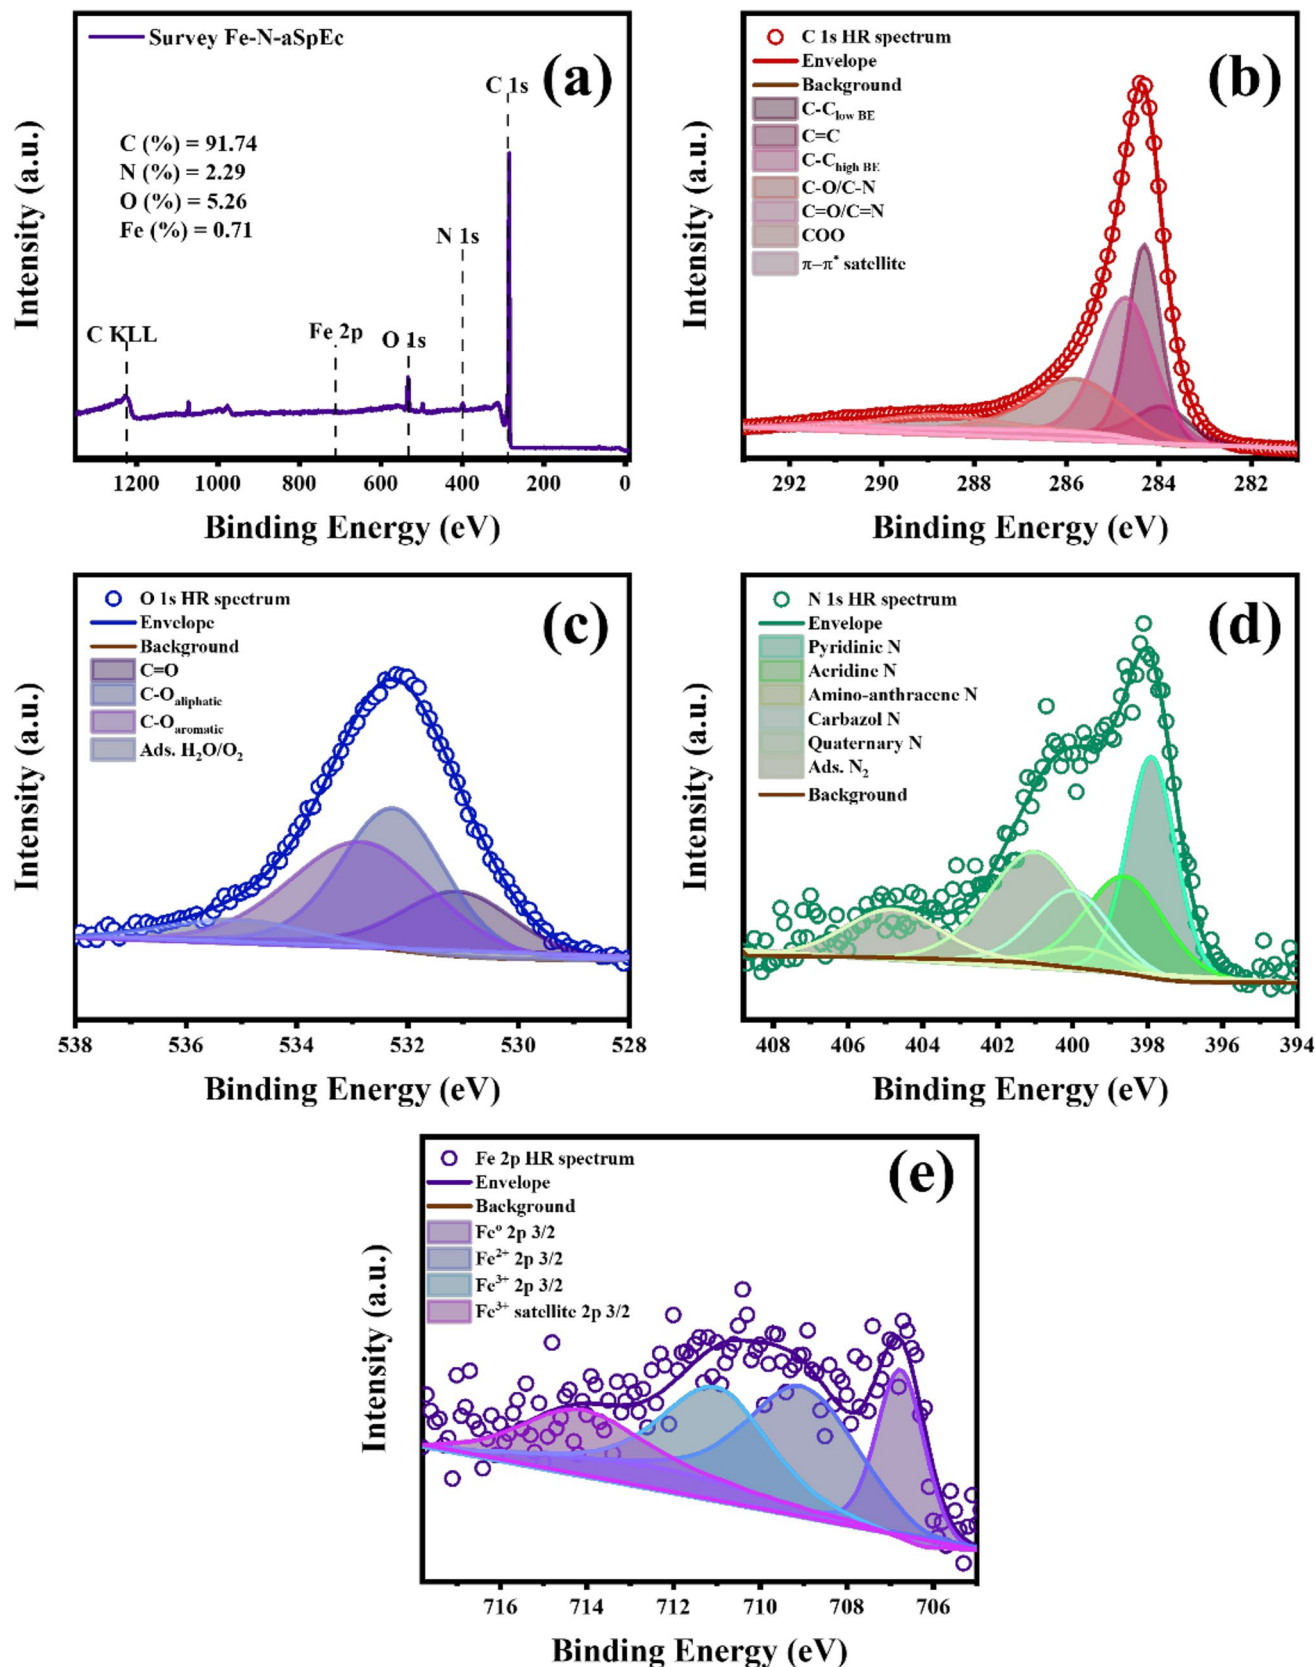 Survey Fe-N-aSpEc
(a)
C 1s
C (%) = 91.74
N (%) = 2.29
O (%) = 5.26
Fe (%) = 0.71
N 1s
C KLL
Fe 2p
O 1s
Intensity (a.u.)
1200 1000 800 600 400 200 0
Binding Energy (eV)
C 1s HR spectrum
Envelope
Background
C-C low BE
C=C
C-C high BE
C-O/C-N
C=O/C=N
COO
π–π* satellite
(b)
Intensity (a.u.)
292 290 288 286 284 282
Binding Energy (eV)
O 1s HR spectrum
Envelope
Background
C=O
C-O aliphatic
C-O aromatic
Ads. H₂O/O₂
(c)
Intensity (a.u.)
538 536 534 532 530 528
Binding Energy (eV)
N 1s HR spectrum
Envelope
Pyridinic N
Acridine N
Amino-anthracene N
Carbazol N
Quaternary N
Ads. N₂
Background
(d)
Intensity (a.u.)
408 406 404 402 400 398 396 394
Binding Energy (eV)
Fe 2p HR spectrum
Envelope
Background
Fe⁰ 2p 3/2
Fe²⁺ 2p 3/2
Fe³⁺ 2p 3/2
Fe³⁺ satellite 2p 3/2
(e)
Intensity (a.u.)
716 714 712 710 708 706
Binding Energy (eV)